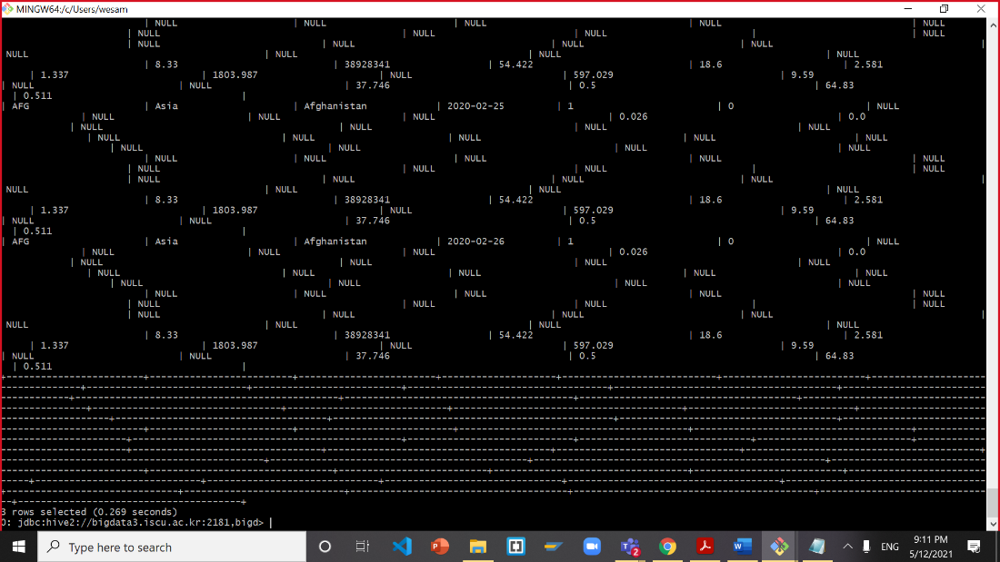 MINGW64:/c/Users/wesam
| NULL | NULL | NULL | NULL | NULL
| NULL | NULL | NULL | | NULL
| NULL | NULL | NULL | NULL |
NULL | NULL | NULL | NULL
| 8.33 | 38928341 | 54.422 | 18.6 | 2.581
| 1.337 | 1803.987 | NULL | 597.029 | 9.59
| NULL | NULL | 37.746 | 0.5 | 64.83
| 0.511 |
| AFG | Asia | Afghanistan | 2020-02-25 | 1 | 0 | NULL
| NULL | NULL | NULL | 0.026 | 0.0
| NULL | NULL | NULL | NULL
| NULL | NULL | NULL | NULL | NULL
| NULL | NULL | NULL | NULL
| NULL | NULL | NULL | NULL | NULL
| NULL | NULL | NULL | | NULL
| NULL | NULL | NULL | NULL |
NULL | NULL | NULL | NULL
| 8.33 | 38928341 | 54.422 | 18.6 | 2.581
| 1.337 | 1803.987 | NULL | 597.029 | 9.59
| NULL | NULL | 37.746 | 0.5 | 64.83
| 0.511 |
| AFG | Asia | Afghanistan | 2020-02-26 | 1 | 0 | NULL
| NULL | NULL | NULL | 0.026 | 0.0
| NULL | NULL | NULL | NULL
| NULL | NULL | NULL | NULL | NULL
| NULL | NULL | NULL | NULL
| NULL | NULL | NULL | NULL | NULL
| NULL | NULL | NULL | | NULL
| NULL | NULL | NULL | NULL |
NULL | NULL | NULL | NULL
| 8.33 | 38928341 | 54.422 | 18.6 | 2.581
| 1.337 | 1803.987 | NULL | 597.029 | 9.59
| NULL | NULL | 37.746 | 0.5 | 64.83
| 0.511 |
3 rows selected (0.269 seconds)
0: jdbc:hive2://bigdata3.iscu.ac.kr:2181,bigd>
Type here to search
2
ENG
9:11 PM
5/12/2021